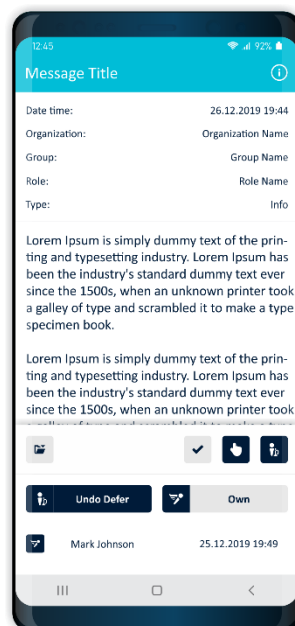 12:45 92%
Message Title
Date time: 26.12.2019 19:44
Organization: Organization Name
Group: Group Name
Role: Role Name
Type: Info
Lorem Ipsum is simply dummy text of the prin-
ting and typesetting industry. Lorem Ipsum has
been the industry's standard dummy text ever
since the 1500s, when an unknown printer took
a galley of type and scrambled it to make a type
specimen book.
Lorem Ipsum is simply dummy text of the prin-
ting and typesetting industry. Lorem Ipsum has
been the industry's standard dummy text ever
since the 1500s, when an unknown printer took
Undo Defer Own
Mark Johnson 25.12.2019 19:49